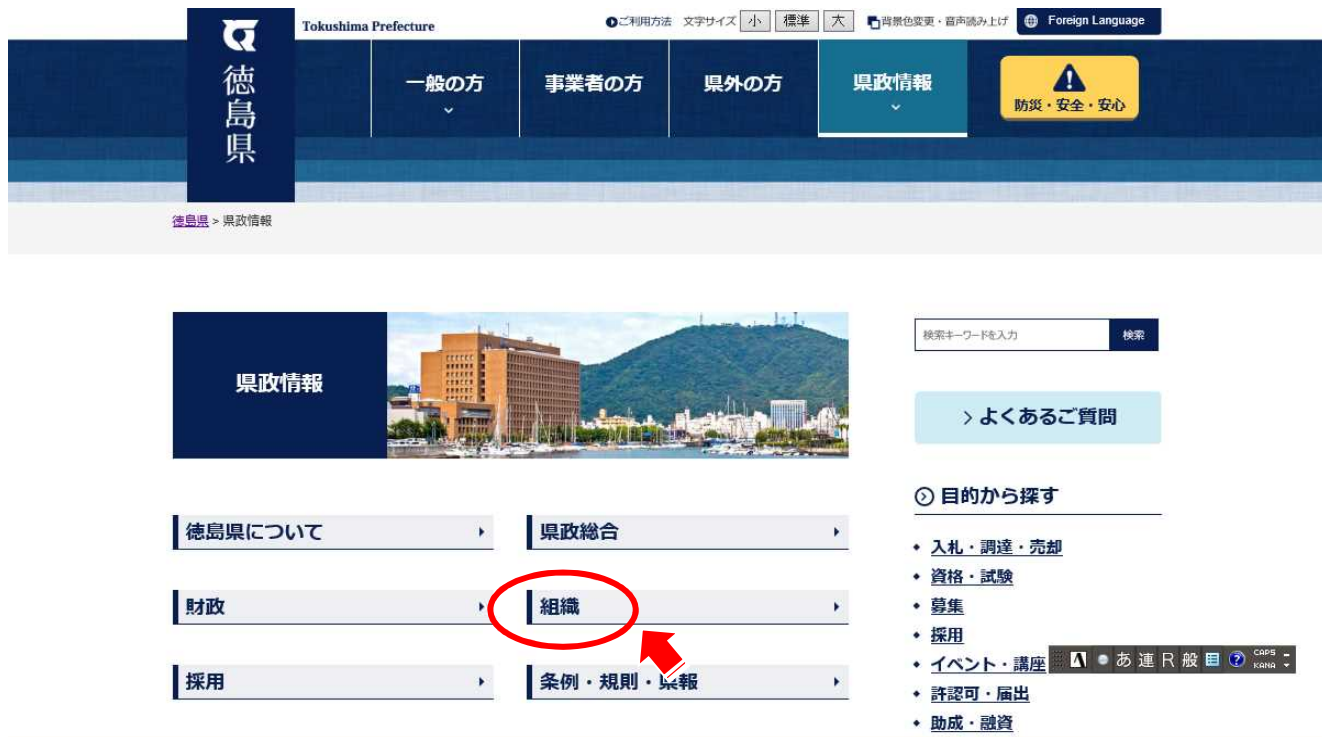 Tokushima Prefecture
ご利用方法 文字サイズ 小 標準 大 背景色変更・音声読み上げ Foreign Language
徳島県
一般の方 事業者の方 県外の方 県政情報 防災・安全・安心
徳島県 > 県政情報
県政情報
検索キーワードを入力 検索
よくあるご質問
目的から探す
徳島県について 県政総合
入札・調達・売却
資格・試験
財政 組織
募集
採用
イベント・講座
あ 連 R 般 CAPS KANA
採用 条例・規則・県報
許認可・届出
助成・融資